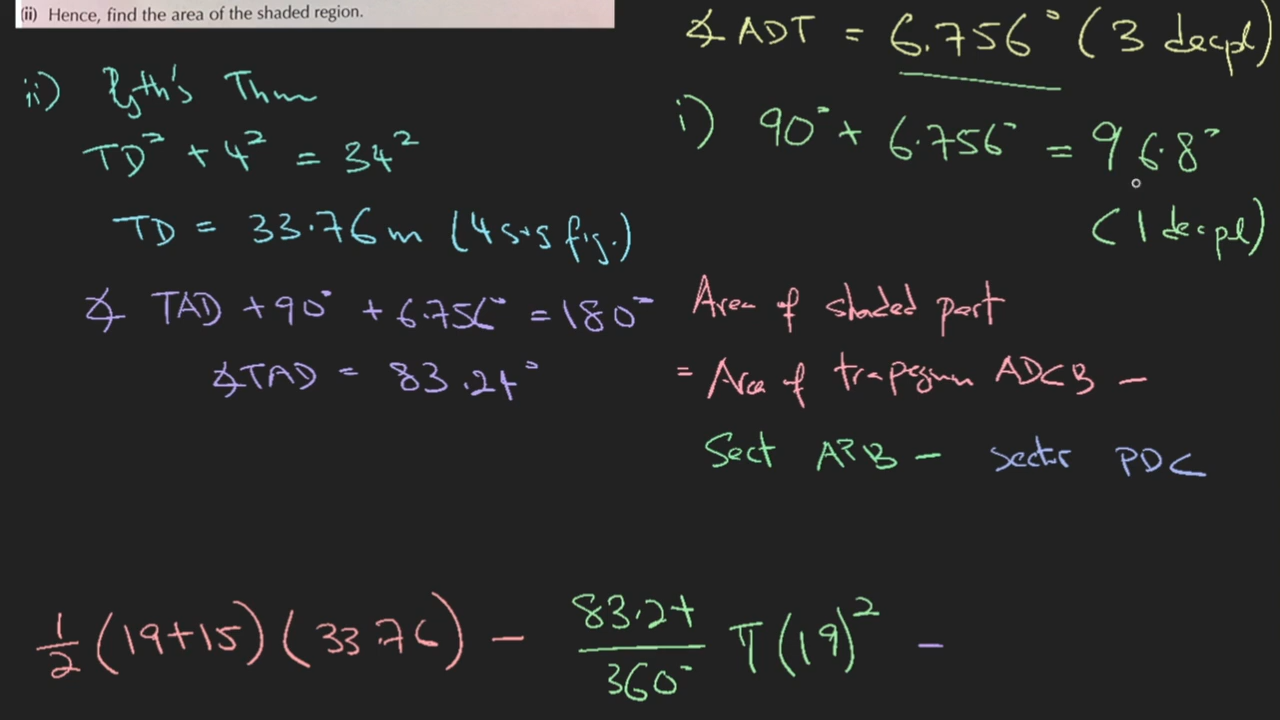 (ii) Hence, find the area of the shaded region.
∡ ADT = 6.756° (3 decpl)
i) 90° + 6.756° = 96.8°
(1 decpl)
ii) Pyth's Thm
TD² + 4² = 34²
TD = 33.76m (4 s+s fig.)
∡ TAD + 90° + 6.756° = 180°
∡TAD = 83.24°
Area of shaded part
= Area of trapezium ADCB −
Sect APB − sector PDC
1/2 (19+15)(33.76) − 83.24/360° π(19)² −